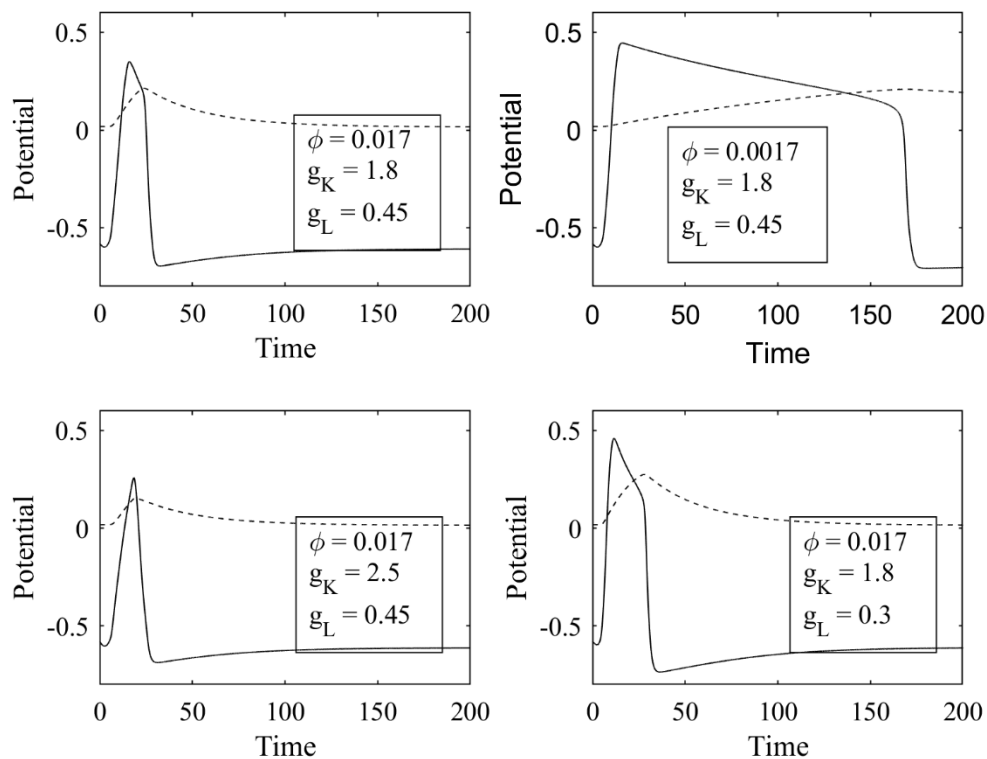 0.5
0
-0.5
Potential
ϕ = 0.017
g_K = 1.8
g_L = 0.45
0 50 100 150 200
Time
0.5
0
-0.5
Potential
ϕ = 0.0017
g_K = 1.8
g_L = 0.45
0 50 100 150 200
Time
0.5
0
-0.5
Potential
ϕ = 0.017
g_K = 2.5
g_L = 0.45
0 50 100 150 200
Time
0.5
0
-0.5
Potential
ϕ = 0.017
g_K = 1.8
g_L = 0.3
0 50 100 150 200
Time